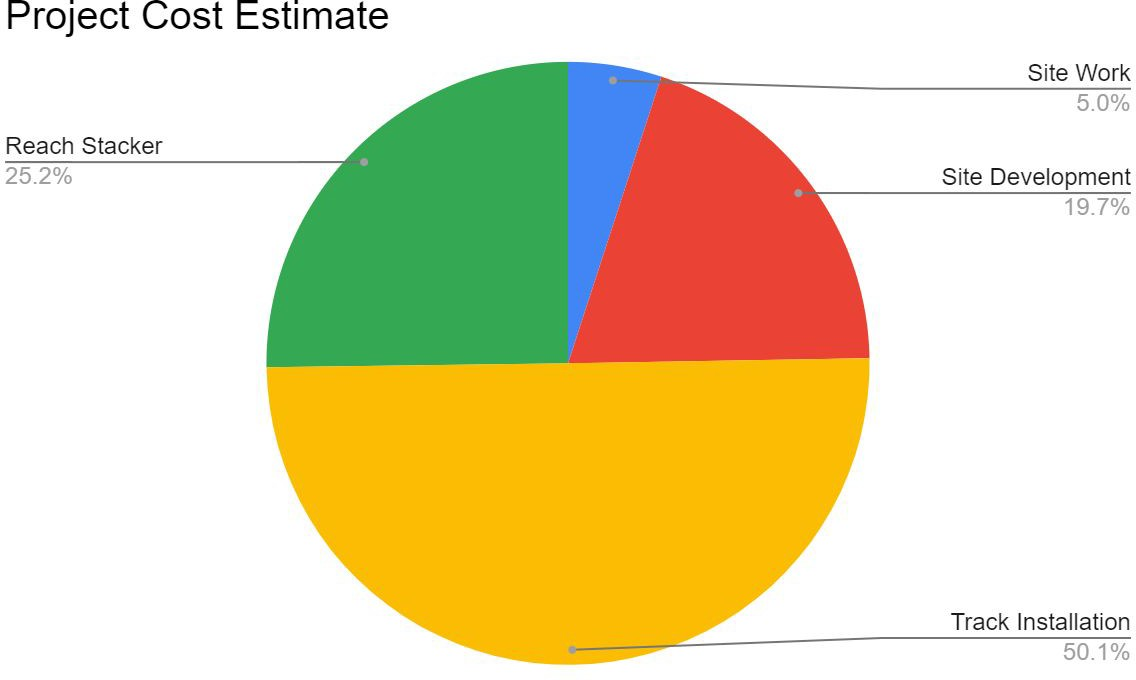 Project Cost Estimate
Site Work
5.0%
Reach Stacker
25.2%
Site Development
19.7%
Track Installation
50.1%